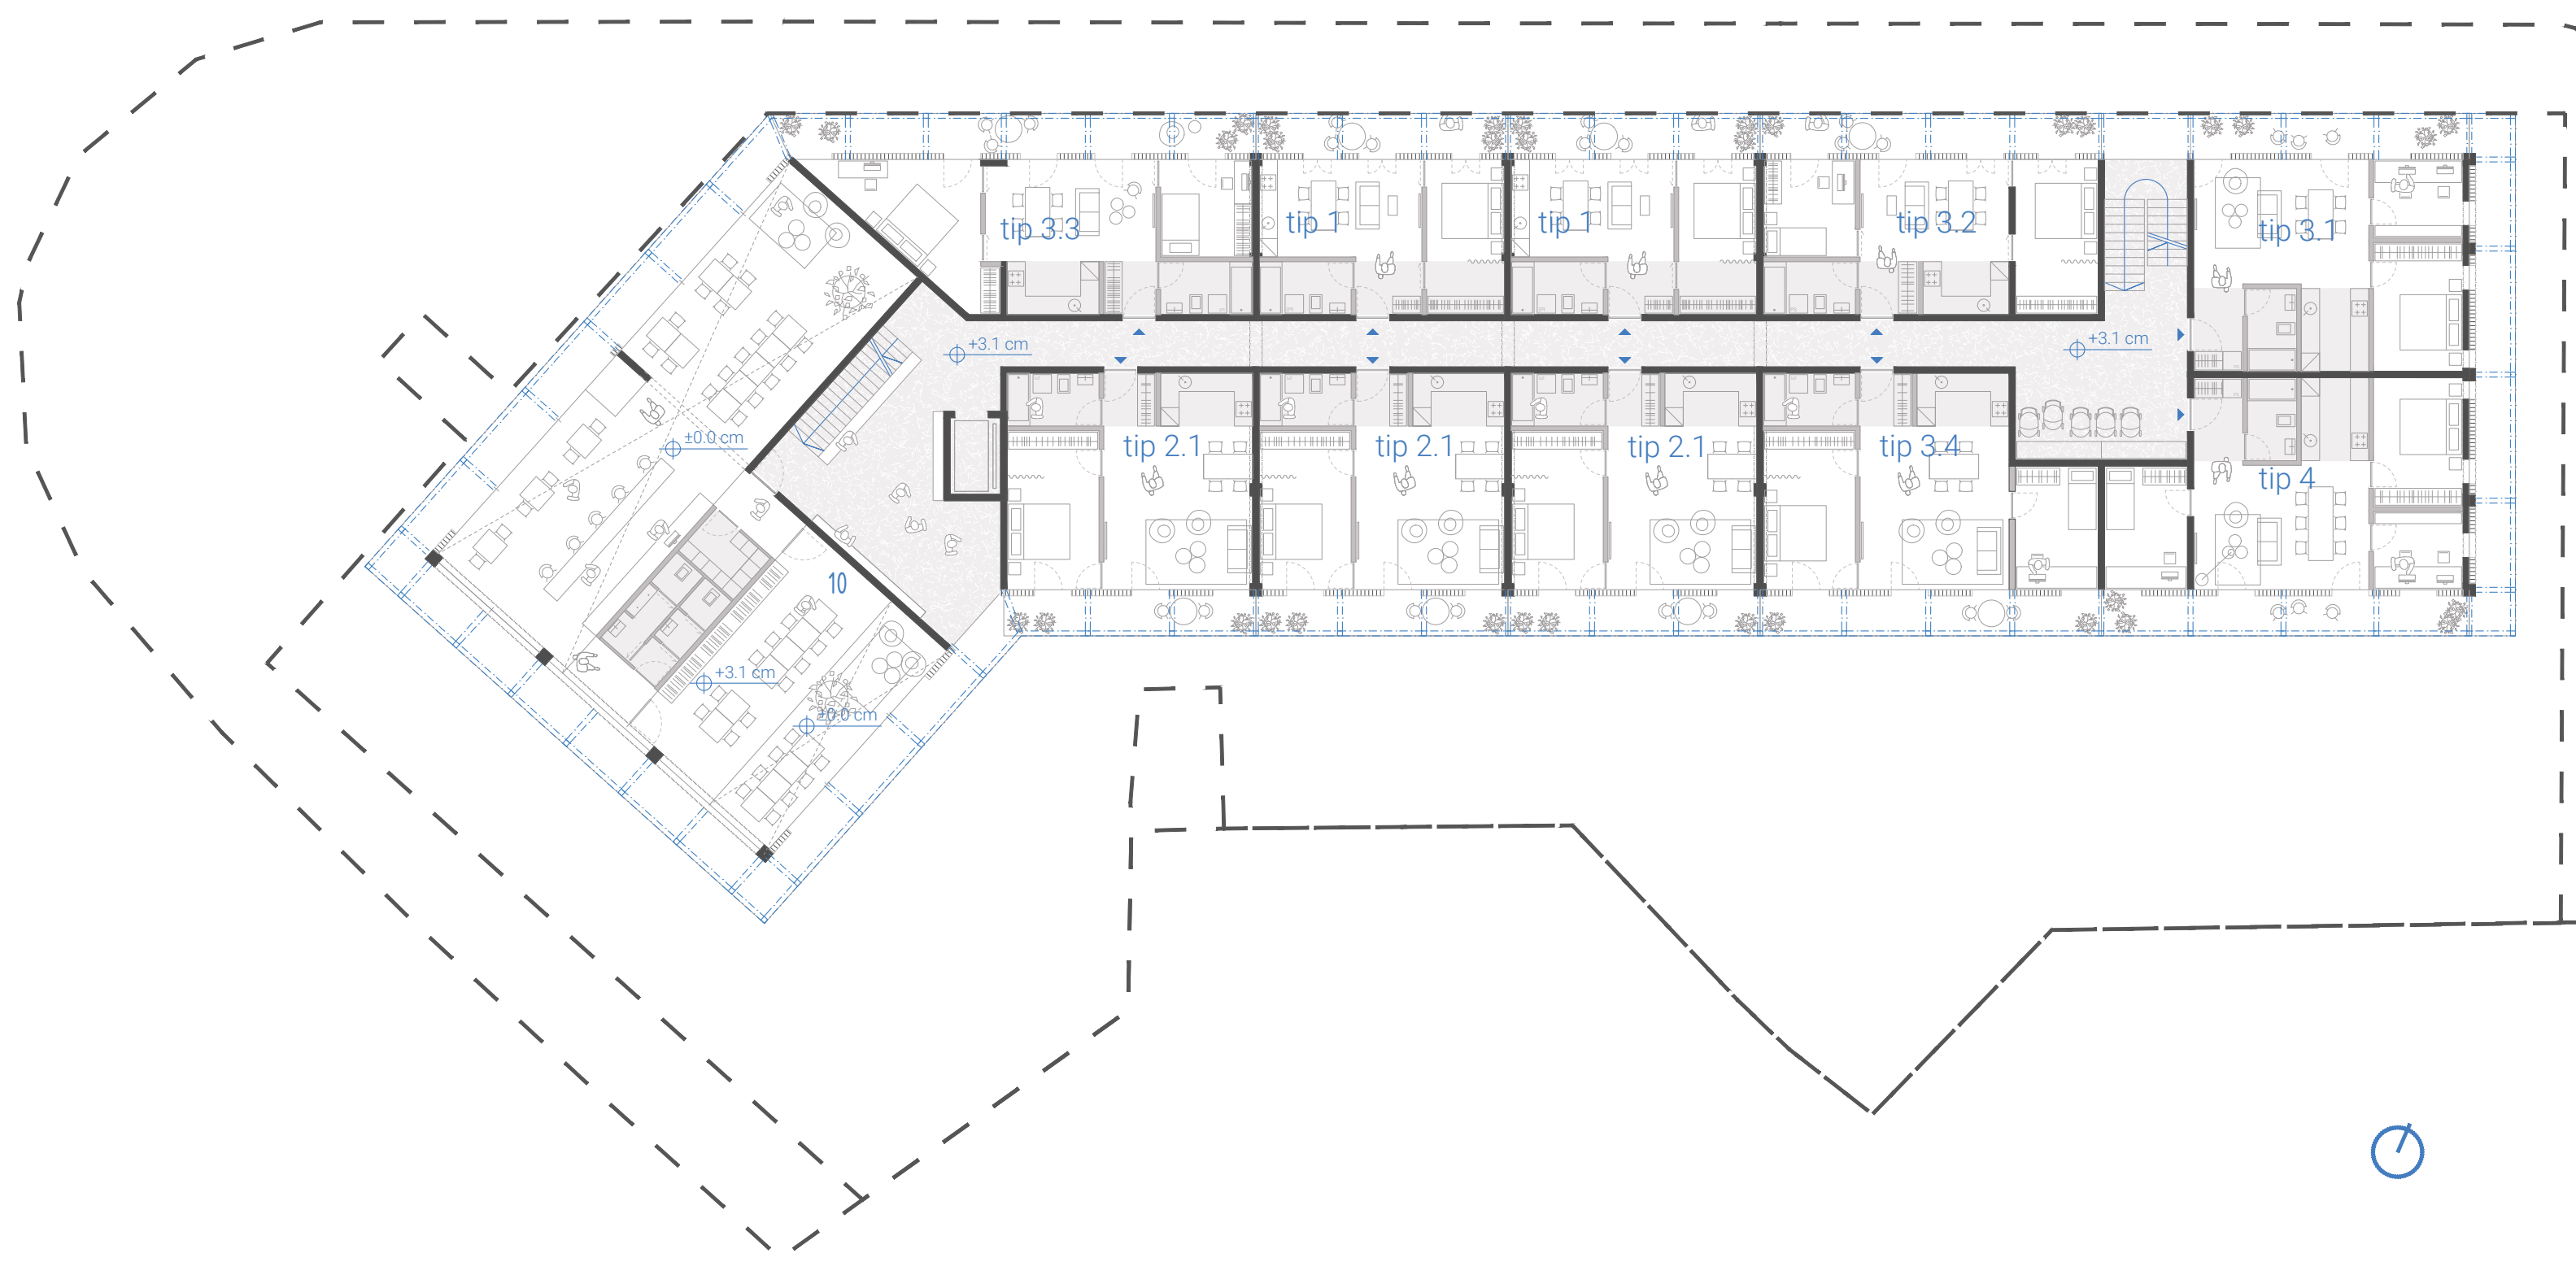 tip 3.3
tip 1
tip 1
tip 3.2
tip 3.1
+3.1 cm
+3.1 cm
±0.0 cm
tip 2.1
tip 2.1
tip 2.1
tip 3.4
tip 4
10
+3.1 cm
±0.0 cm